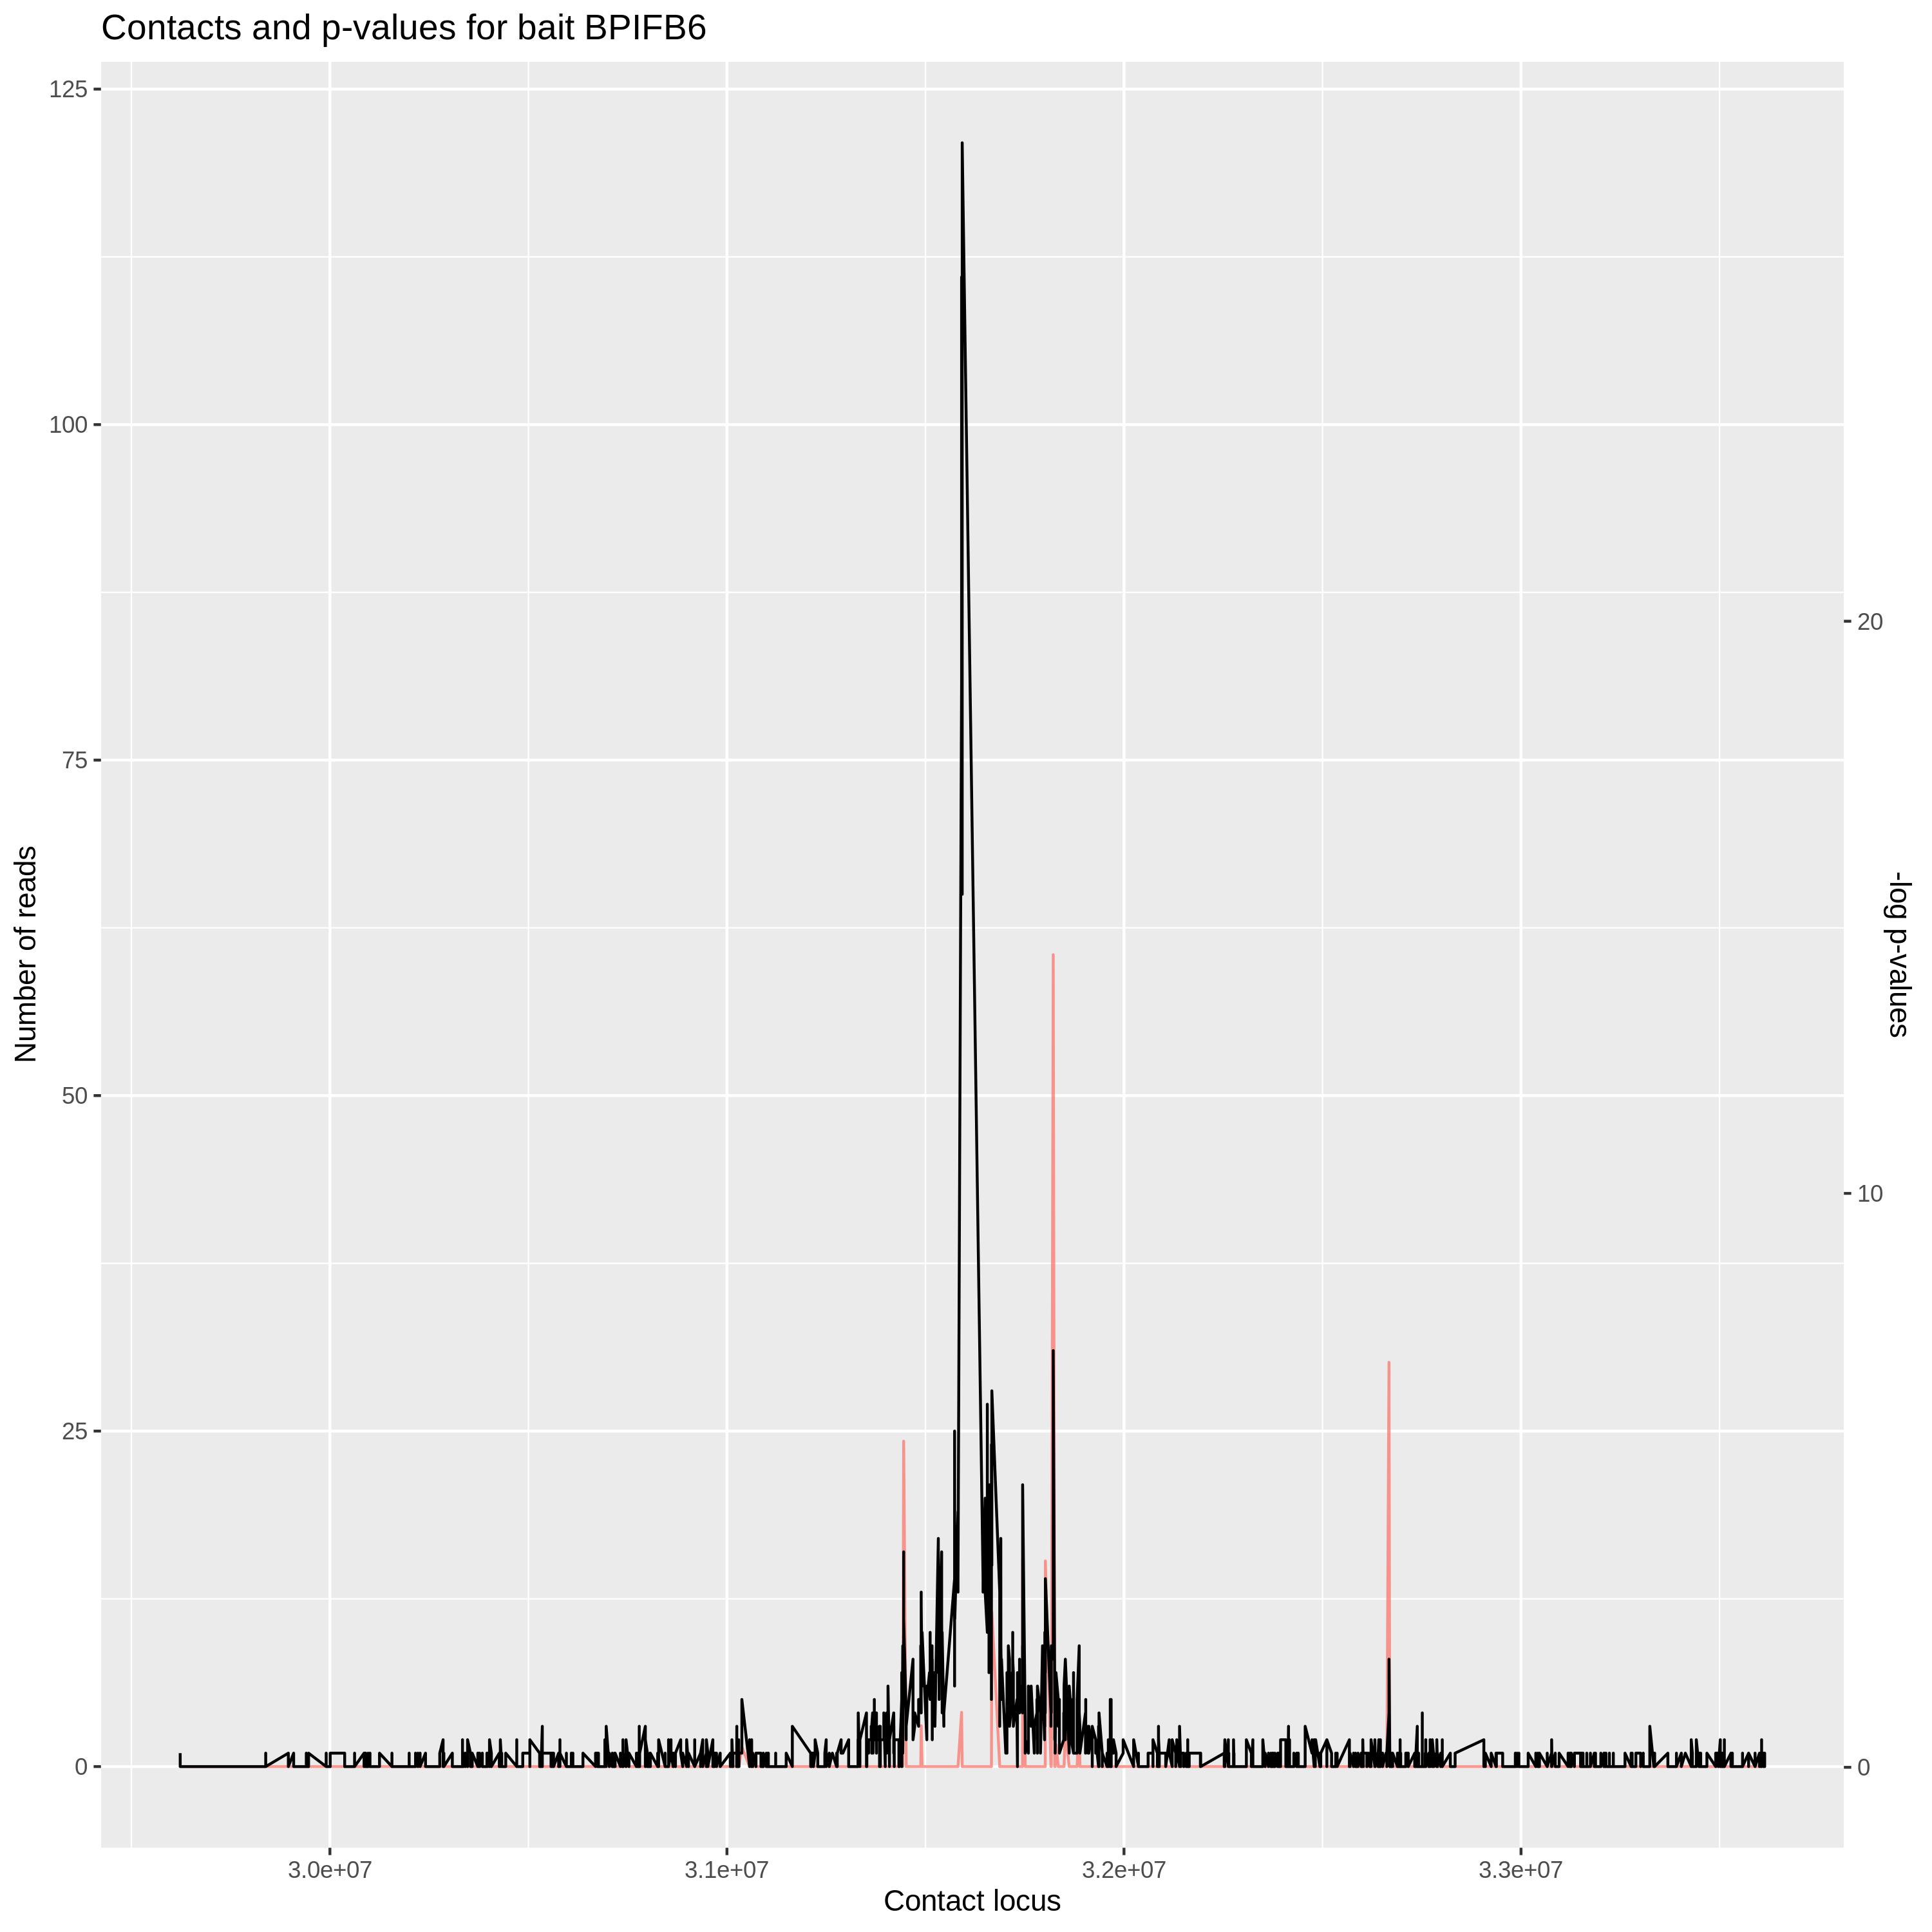 Contacts and p-values for bait BPIFB6
125
100
75
50
25
0
Number of reads
20
10
0
-log p-values
3.0e+07
3.1e+07
3.2e+07
3.3e+07
Contact locus